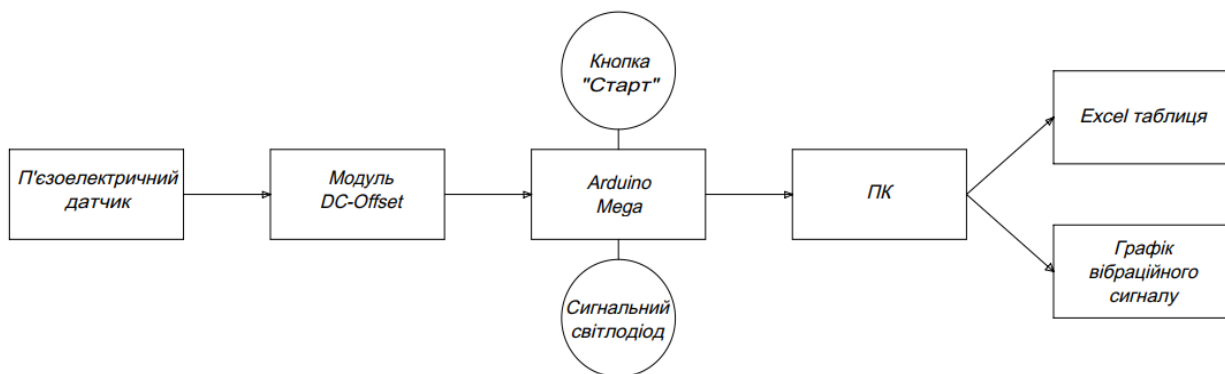 Кнопка
"Старт"
Excel таблиця
П'єзоелектричний
датчик
Модуль
DC-Offset
Arduino
Mega
ПК
Графік
вібраційного
сигналу
Сигнальний
світлодіод